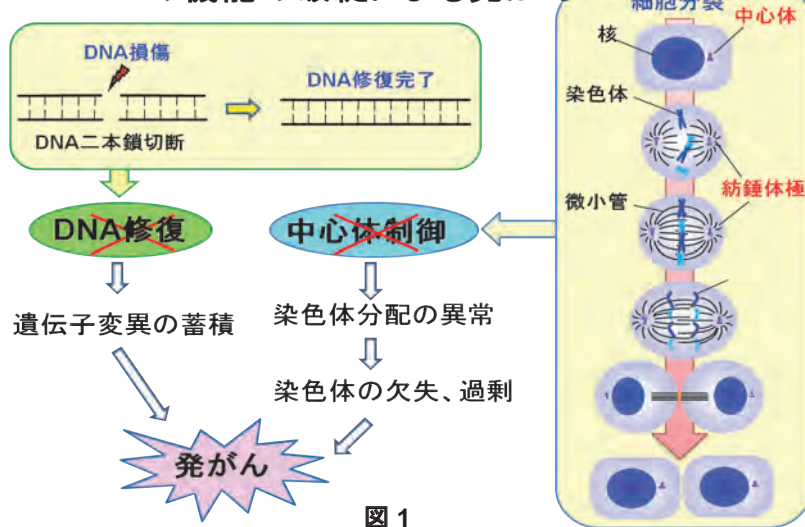 細胞分裂
中心体
核
DNA損傷
DNA修復完了
DNA二本鎖切断
染色体
紡錘体極
微小管
DNA修復
中心体制御
遺伝子変異の蓄積
染色体分配の異常
染色体の欠失、過剰
発がん
図1